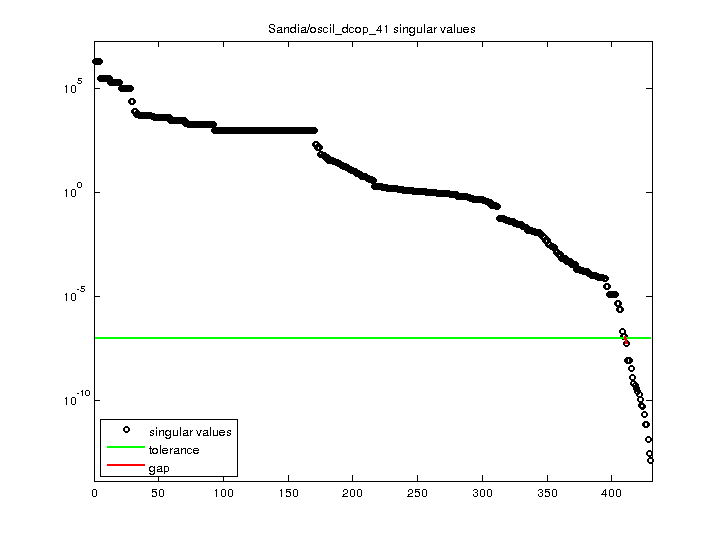 Sandia/oscil_dcop_41 singular values
10^5
10^0
10^-5
10^-10
singular values
tolerance
gap
0 50 100 150 200 250 300 350 400